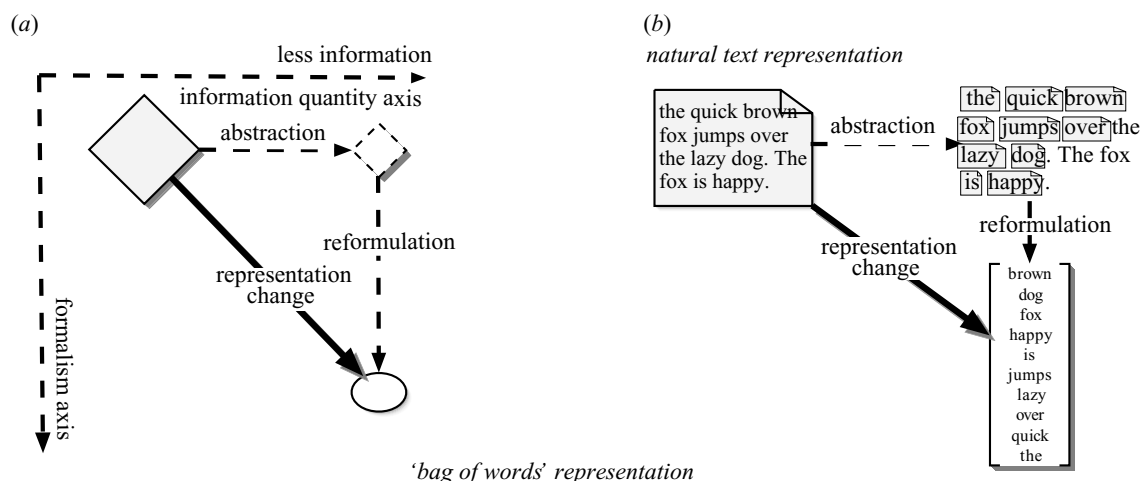 (a)
less information
information quantity axis
abstraction
reformulation
representation
change
formalism axis
(b)
natural text representation
the quick brown
fox jumps over
the lazy dog. The
fox is happy.
abstraction
the quick brown
fox jumps over the
lazy dog. The fox
is happy.
reformulation
representation
change
brown
dog
fox
happy
is
jumps
lazy
over
quick
the
‘bag of words’ representation